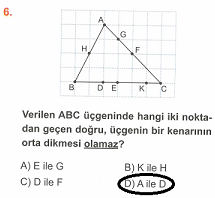 6.
A
G
H
F
B
D
E
K
C
Verilen ABC üçgeninde hangi iki nokta-
dan geçen doğru, üçgenin bir kenarının
orta dikmesi olamaz?
A) E ile G
B) K ile H
C) D ile F
D) A ile D